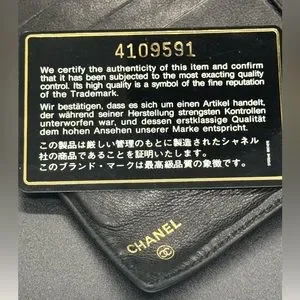 4109591
We certify the authenticity of this item and confirm
that it has been subjected to the most exacting quality
control. Its high quality is a symbol of the fine reputation
of the Trademark.
Wir bestätigen, dass es sich um einen Artikel handelt,
der während seiner Herstellung strengsten Kontrollen
unterworfen war, und dessen erstklassige Qualität
dem hohen Ansehen unserer Marke entspricht.
この製品は厳しい管理のもとに製造されたシャネル
社の商品であることを証明いたします。
このブランド・マークは最高級品質の象徴です。
CHANEL